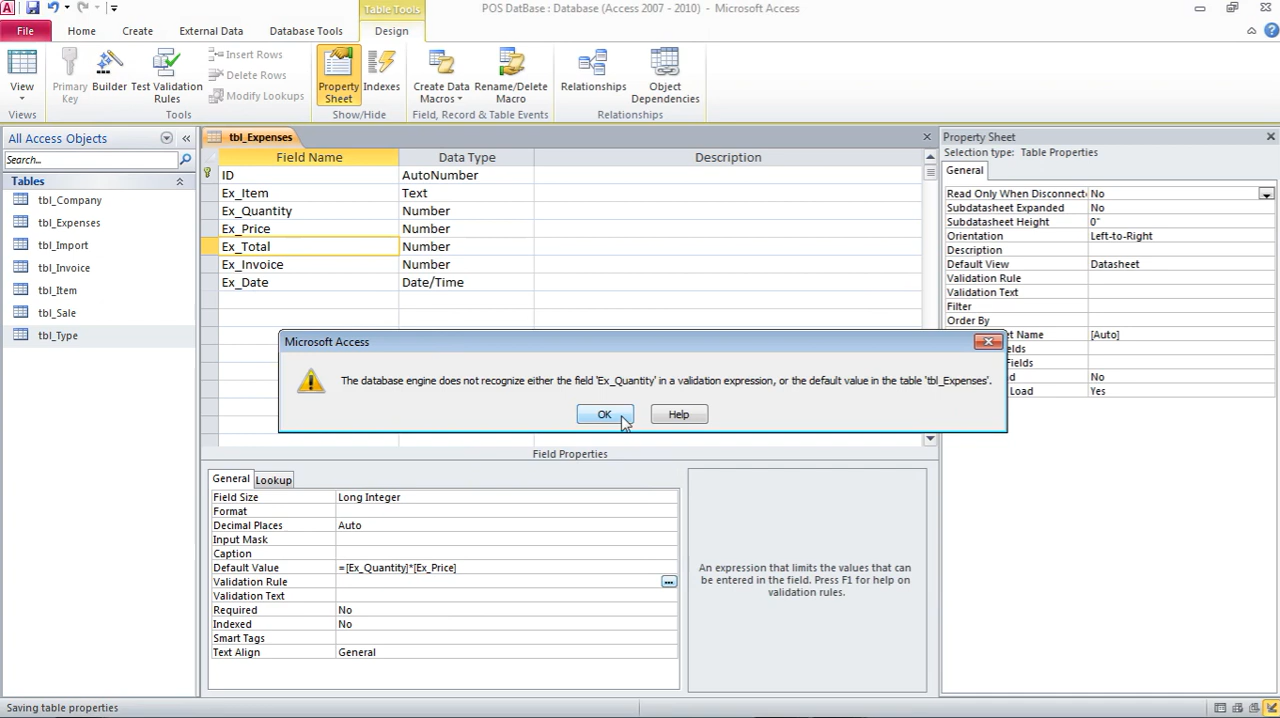 Table Tools
POS DatBase : Database (Access 2007 - 2010) - Microsoft Access
File Home Create External Data Database Tools Design
View
Primary Key
Builder
Test Validation Rules
Insert Rows
Delete Rows
Modify Lookups
Property Sheet
Indexes
Create Data Macros
Rename/Delete Macro
Relationships
Object Dependencies
Views Tools Show/Hide Field, Record & Table Events Relationships
All Access Objects
Search...
Tables
tbl_Company
tbl_Expenses
tbl_Import
tbl_Invoice
tbl_Item
tbl_Sale
tbl_Type
tbl_Expenses
Field Name Data Type Description
ID AutoNumber
Ex_Item Text
Ex_Quantity Number
Ex_Price Number
Ex_Total Number
Ex_Invoice Number
Ex_Date Date/Time
Microsoft Access
The database engine does not recognize either the field 'Ex_Quantity' in a validation expression, or the default value in the table 'tbl_Expenses'.
OK Help
Field Properties
General Lookup
Field Size Long Integer
Format
Decimal Places Auto
Input Mask
Caption
Default Value =[Ex_Quantity]*[Ex_Price]
Validation Rule ...
Validation Text
Required No
Indexed No
Smart Tags
Text Align General
An expression that limits the values that can
be entered in the field. Press F1 for help on
validation rules.
Property Sheet
Selection type: Table Properties
General
Read Only When Disconnect No
Subdatasheet Expanded No
Subdatasheet Height 0"
Orientation Left-to-Right
Description
Default View Datasheet
Validation Rule
Validation Text
Filter
Order By
et Name [Auto]
ields
Fields
d No
Load Yes
Saving table properties